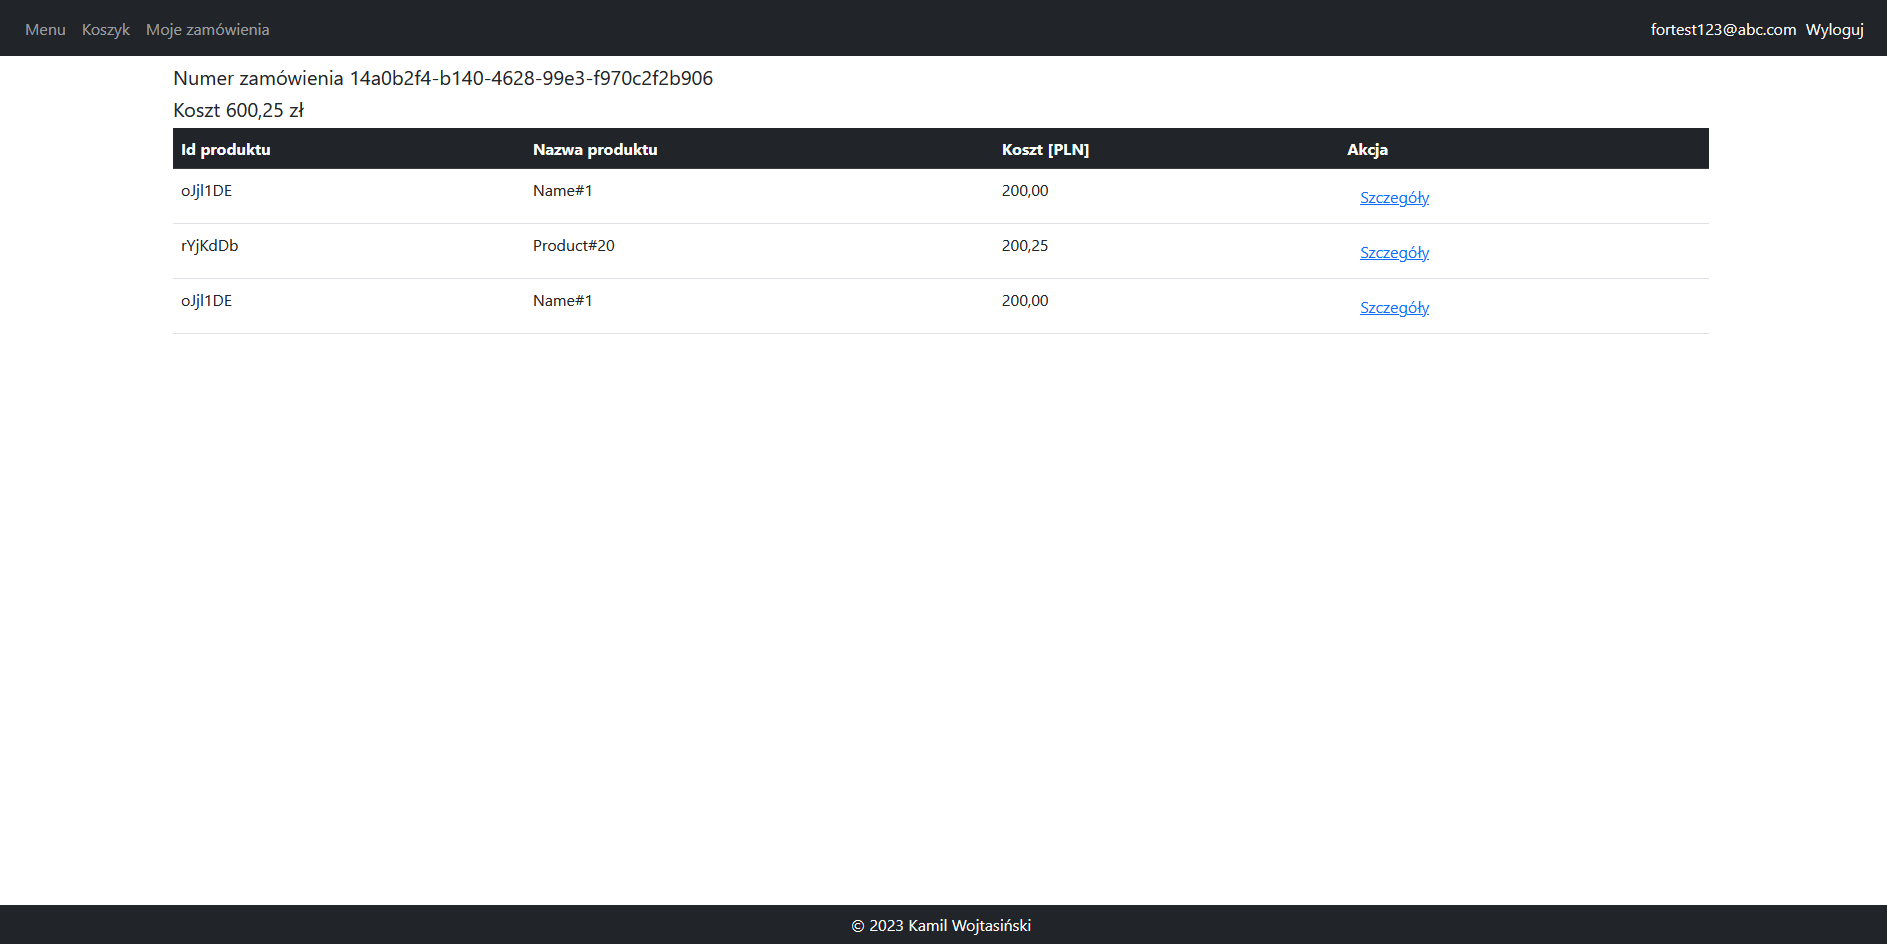 Menu Koszyk Moje zamówienia fortest123@abc.com Wyloguj
Numer zamówienia 14a0b2f4-b140-4628-99e3-f970c2f2b906
Koszt 600,25 zł
Id produktu Nazwa produktu Koszt [PLN] Akcja
oJjl1DE Name#1 200,00 Szczegóły
rYjKdDb Product#20 200,25 Szczegóły
oJjl1DE Name#1 200,00 Szczegóły
© 2023 Kamil Wojtasiński